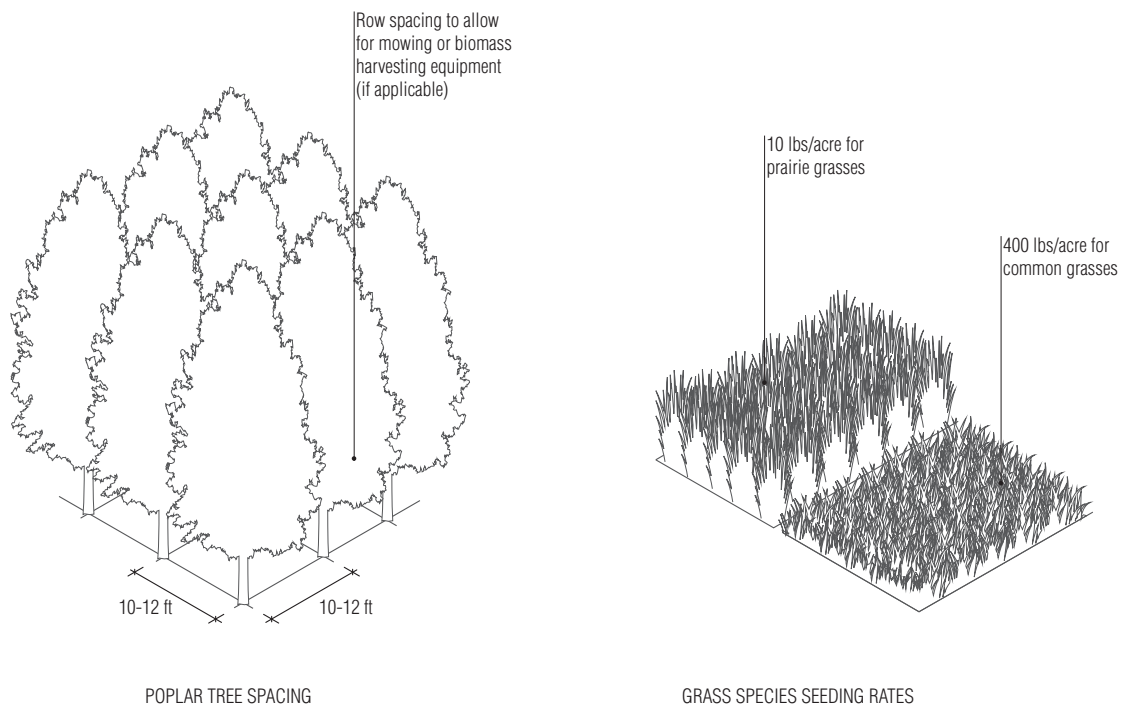 Row spacing to allow
for mowing or biomass
harvesting equipment
(if applicable)
10 lbs/acre for
prairie grasses
400 lbs/acre for
common grasses
10-12 ft
10-12 ft
POPLAR TREE SPACING
GRASS SPECIES SEEDING RATES